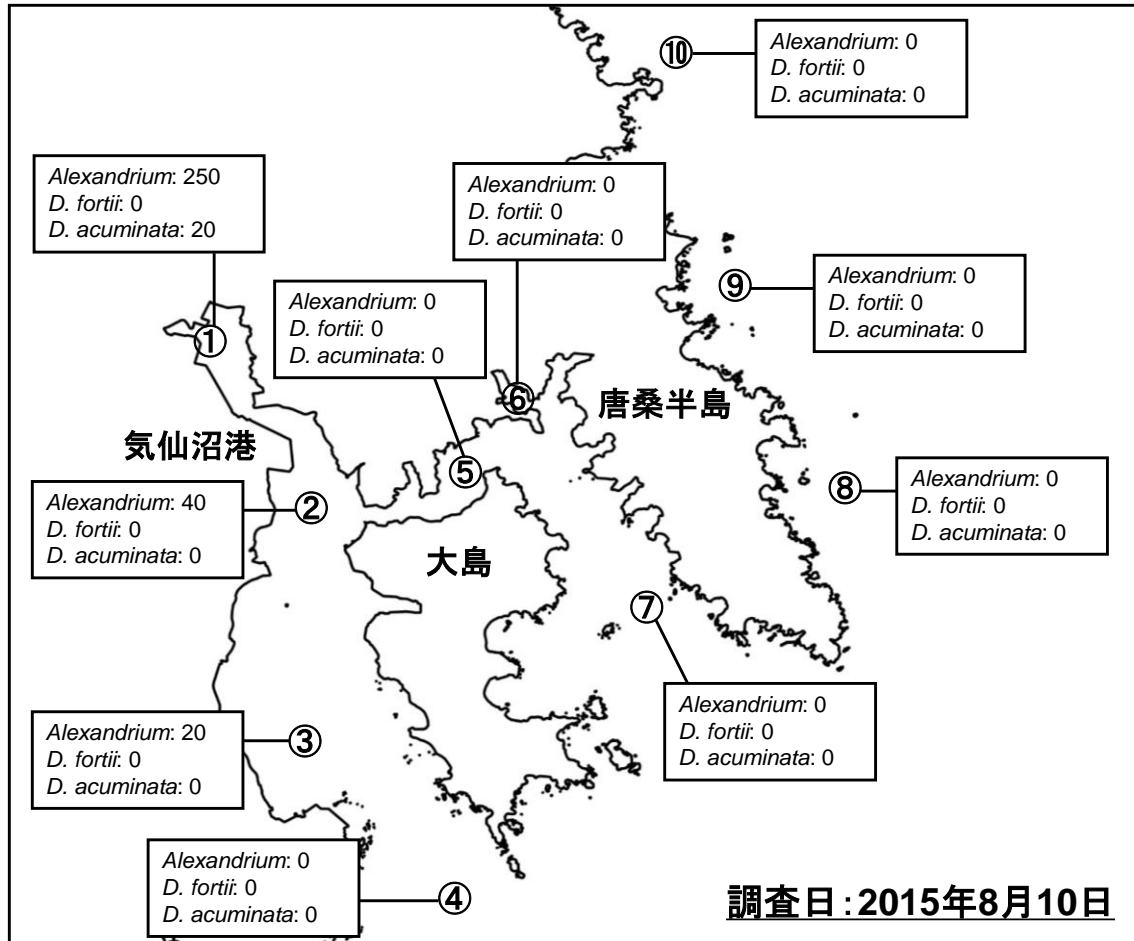 ⑩
Alexandrium: 0
D. fortii: 0
D. acuminata: 0
Alexandrium: 250
D. fortii: 0
D. acuminata: 20
①
Alexandrium: 0
D. fortii: 0
D. acuminata: 0
⑥
Alexandrium: 0
D. fortii: 0
D. acuminata: 0
⑤
⑨
Alexandrium: 0
D. fortii: 0
D. acuminata: 0
唐桑半島
気仙沼港
Alexandrium: 40
D. fortii: 0
D. acuminata: 0
②
⑧
Alexandrium: 0
D. fortii: 0
D. acuminata: 0
大島
⑦
Alexandrium: 0
D. fortii: 0
D. acuminata: 0
Alexandrium: 20
D. fortii: 0
D. acuminata: 0
③
Alexandrium: 0
D. fortii: 0
D. acuminata: 0
④
調査日:2015年8月10日